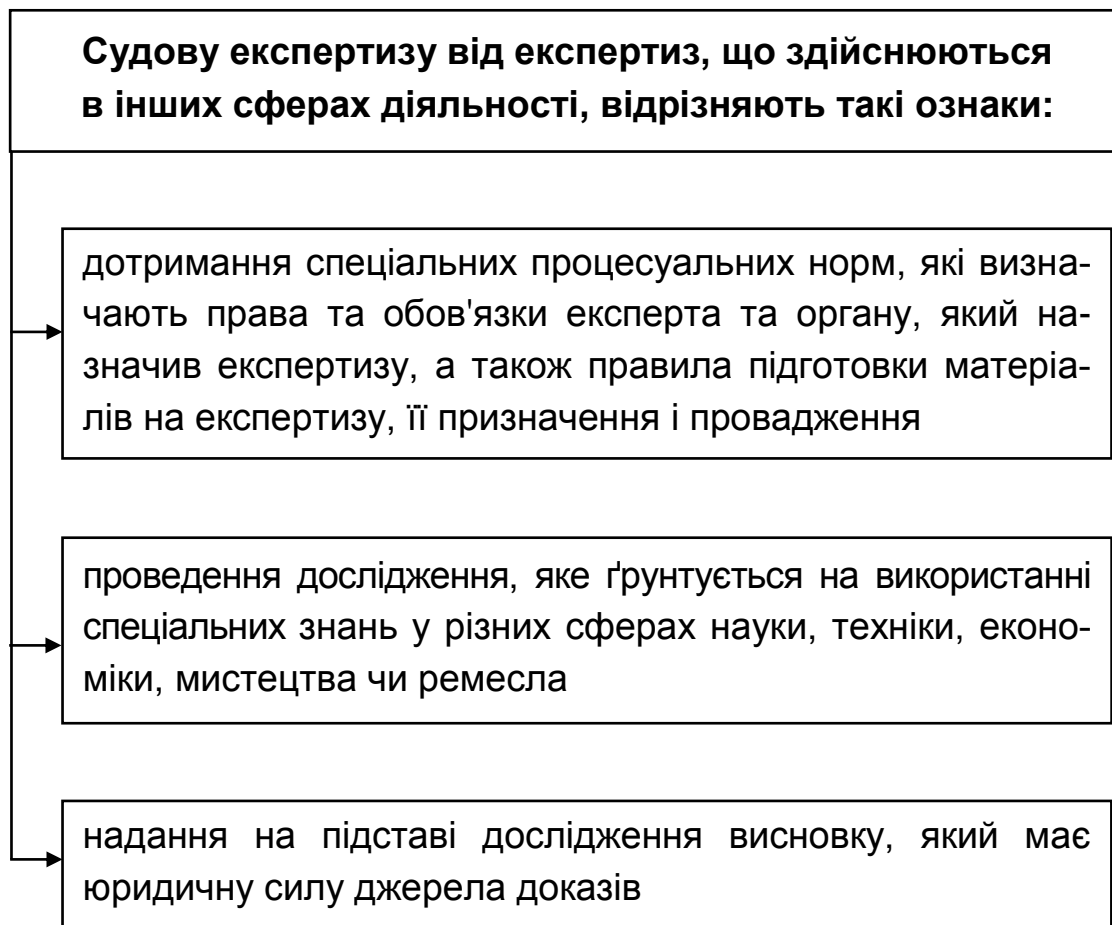 Судову експертизу від експертиз, що здійснюються
в інших сферах діяльності, відрізняють такі ознаки:
дотримання спеціальних процесуальних норм, які визна-
чають права та обов'язки експерта та органу, який на-
значив експертизу, а також правила підготовки матеріа-
лів на експертизу, її призначення і провадження
проведення дослідження, яке ґрунтується на використанні
спеціальних знань у різних сферах науки, техніки, еконо-
міки, мистецтва чи ремесла
надання на підставі дослідження висновку, який має
юридичну силу джерела доказів